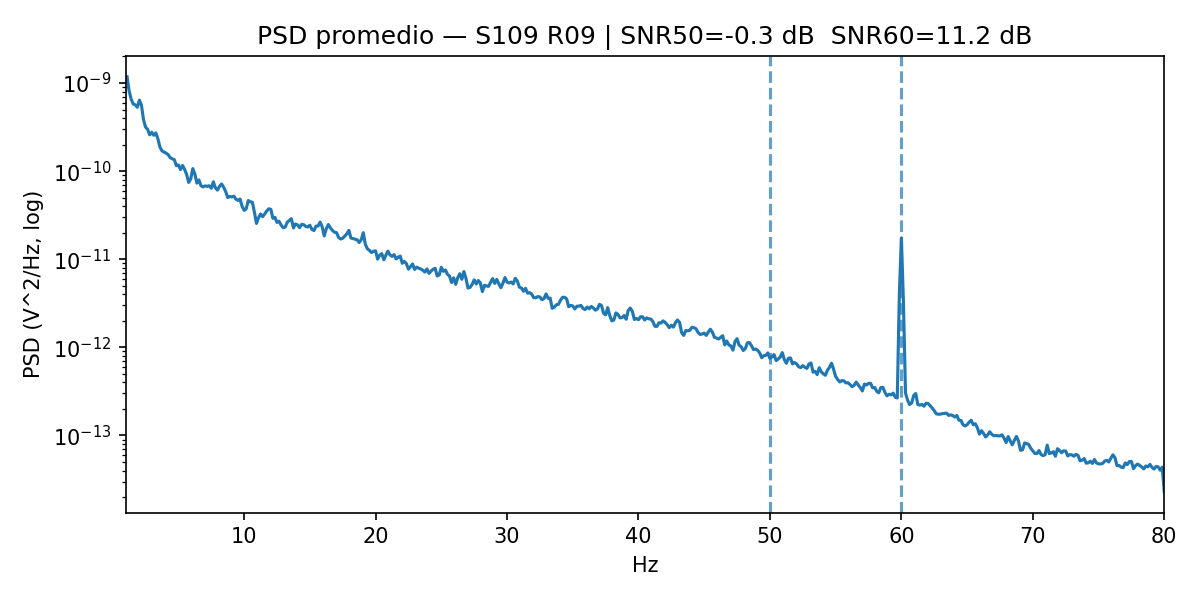 PSD promedio — S109 R09 | SNR50=-0.3 dB  SNR60=11.2 dB
PSD (V^2/Hz, log)
10⁻⁹
10⁻¹⁰
10⁻¹¹
10⁻¹²
10⁻¹³
10 20 30 40 50 60 70 80
Hz